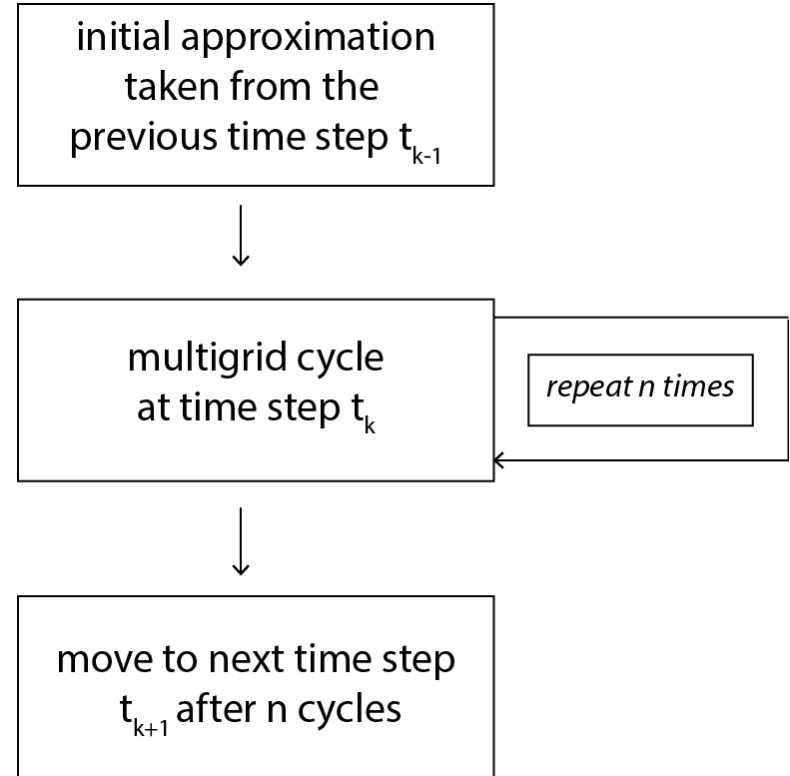 initial approximation
taken from the
previous time step t_{k-1}
multigrid cycle
at time step t_k
repeat n times
move to next time step
t_{k+1} after n cycles